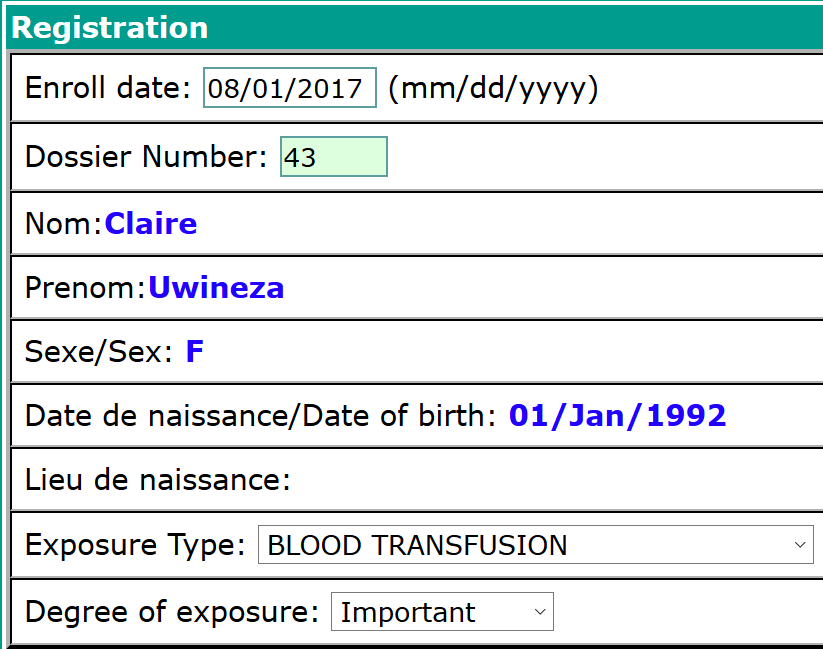 Registration
Enroll date: 08/01/2017 (mm/dd/yyyy)
Dossier Number: 43
Nom:Claire
Prenom:Uwineza
Sexe/Sex: F
Date de naissance/Date of birth: 01/Jan/1992
Lieu de naissance:
Exposure Type: BLOOD TRANSFUSION
Degree of exposure: Important